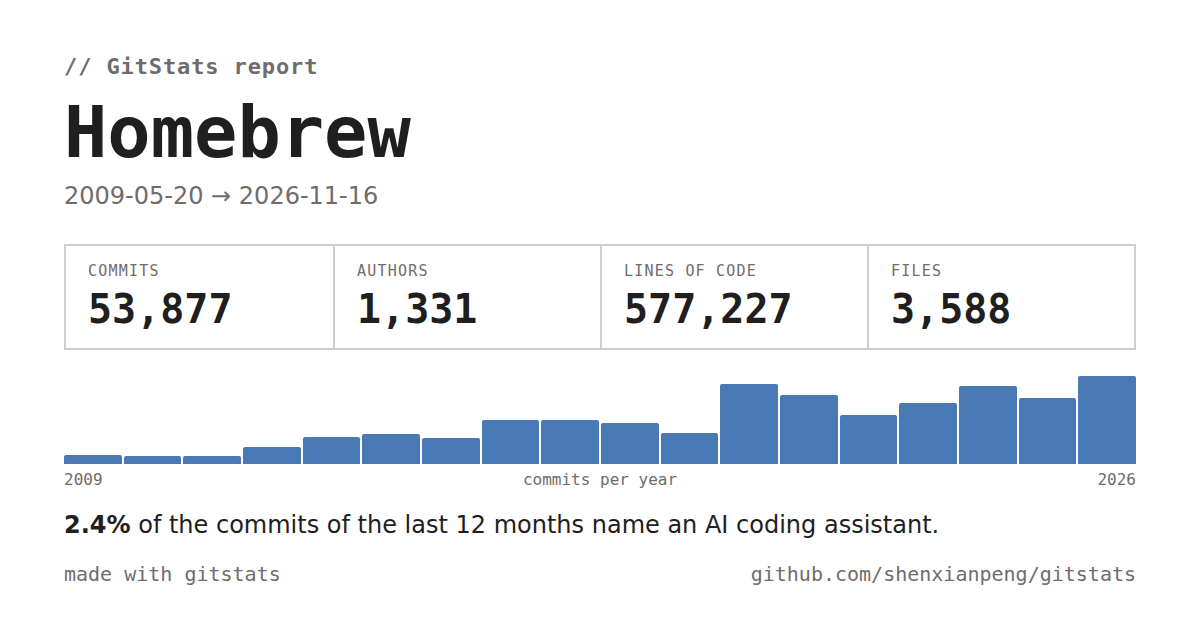 // GitStats report
Homebrew
2009-05-20 → 2026-11-16
COMMITS AUTHORS LINES OF CODE FILES
53,877 1,331 577,227 3,588
2009 commits per year 2026
2.4% of the commits of the last 12 months name an AI coding assistant.
made with gitstats github.com/shenxianpeng/gitstats